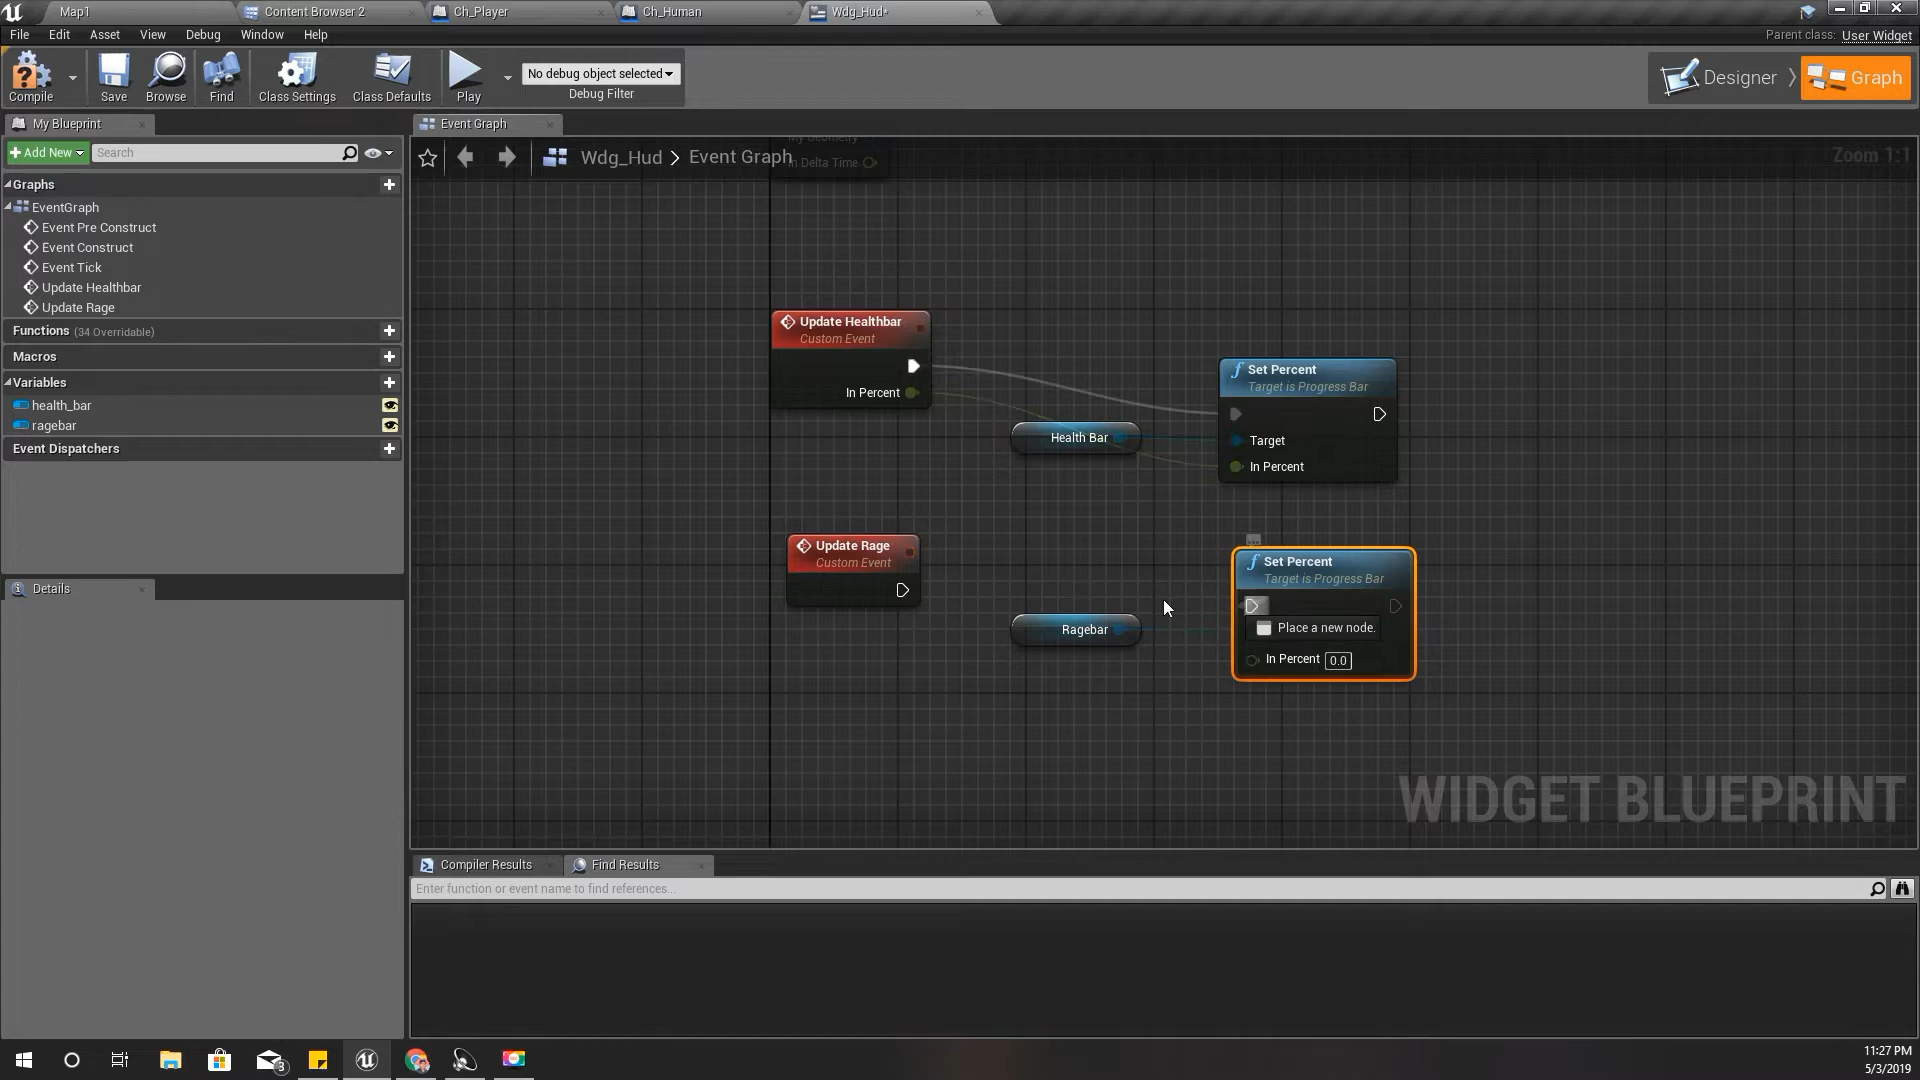 Map1
Content Browser 2
Ch_Player
Ch_Human
Wdg_Hud*
File
Edit
Asset
View
Debug
Window
Help
Parent class:
User Widget
Compile
Save
Browse
Find
Class Settings
Class Defaults
Play
No debug object selected
Debug Filter
Designer
Graph
My Blueprint
Event Graph
Add New
Search
Wdg_Hud > Event Graph
My Geometry
In Delta Time
Zoom 1:1
Graphs
EventGraph
Event Pre Construct
Event Construct
Event Tick
Update Healthbar
Update Rage
Functions (34 Overridable)
Macros
Variables
health_bar
ragebar
Event Dispatchers
Update Healthbar
Custom Event
In Percent
Health Bar
Set Percent
Target is Progress Bar
Target
In Percent
Update Rage
Custom Event
Ragebar
Set Percent
Target is Progress Bar
Place a new node.
In Percent 0.0
WIDGET BLUEPRINT
Details
Compiler Results
Find Results
Enter function or event name to find references...
3
11:27 PM
5/3/2019